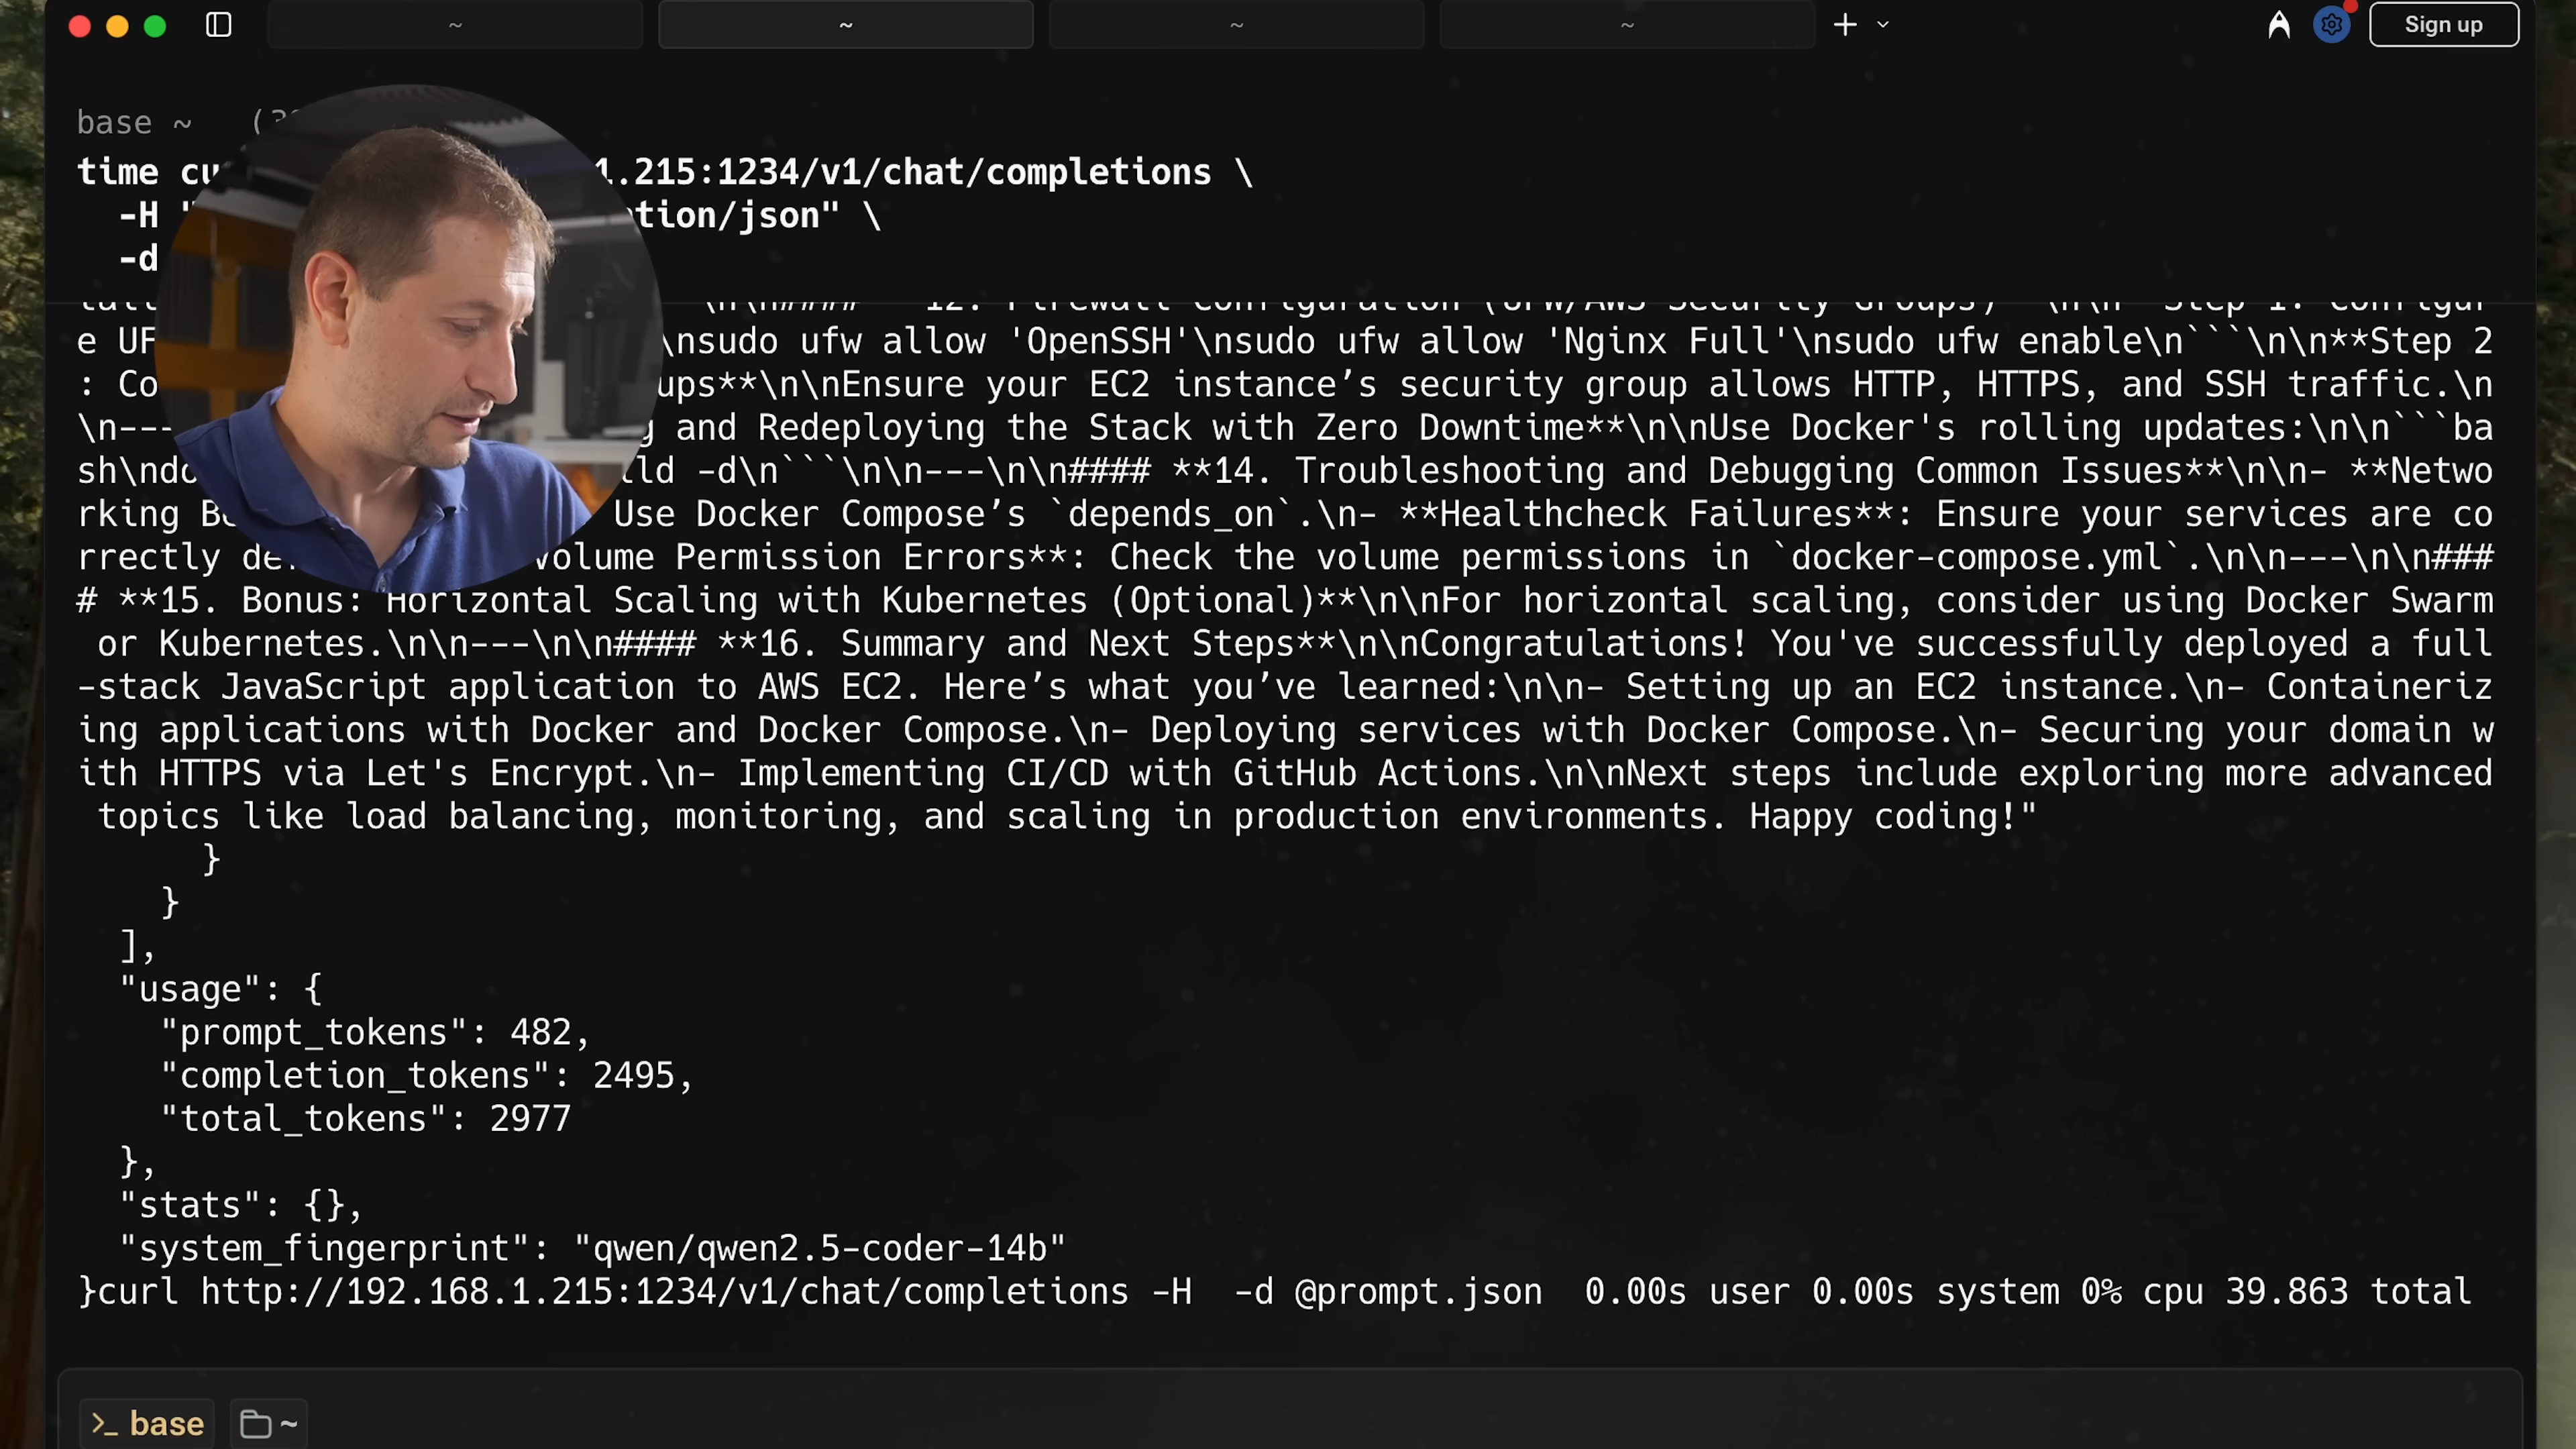 ~ ~ ~ ~ Sign up
base ~
time 1.215:1234/v1/chat/completions \
-H " tion/json" \
-d
\n\n#### 12. Firewall Configuration (UFW/AWS Security Groups) \n\n Step 1: Configur
e UF \nsudo ufw allow 'OpenSSH'\nsudo ufw allow 'Nginx Full'\nsudo ufw enable\n```\n\n**Step 2
: Co ups**\n\nEnsure your EC2 instance’s security group allows HTTP, HTTPS, and SSH traffic.\n
\n--- g and Redeploying the Stack with Zero Downtime**\n\nUse Docker's rolling updates:\n\n```ba
sh\ndo ld -d\n```\n\n---\n\n#### **14. Troubleshooting and Debugging Common Issues**\n\n- **Netwo
rking Use Docker Compose’s `depends_on`.\n- **Healthcheck Failures**: Ensure your services are co
rrectly de Volume Permission Errors**: Check the volume permissions in `docker-compose.yml`.\n\n---\n\n###
# **15. Bonus: Horizontal Scaling with Kubernetes (Optional)**\n\nFor horizontal scaling, consider using Docker Swarm
or Kubernetes.\n\n---\n\n#### **16. Summary and Next Steps**\n\nCongratulations! You've successfully deployed a full
-stack JavaScript application to AWS EC2. Here’s what you’ve learned:\n\n- Setting up an EC2 instance.\n- Containeriz
ing applications with Docker and Docker Compose.\n- Deploying services with Docker Compose.\n- Securing your domain w
ith HTTPS via Let's Encrypt.\n- Implementing CI/CD with GitHub Actions.\n\nNext steps include exploring more advanced
topics like load balancing, monitoring, and scaling in production environments. Happy coding!"
}
}
],
"usage": {
"prompt_tokens": 482,
"completion_tokens": 2495,
"total_tokens": 2977
},
"stats": {},
"system_fingerprint": "qwen/qwen2.5-coder-14b"
}curl http://192.168.1.215:1234/v1/chat/completions -H  -d @prompt.json  0.00s user 0.00s system 0% cpu 39.863 total
>_ base ~